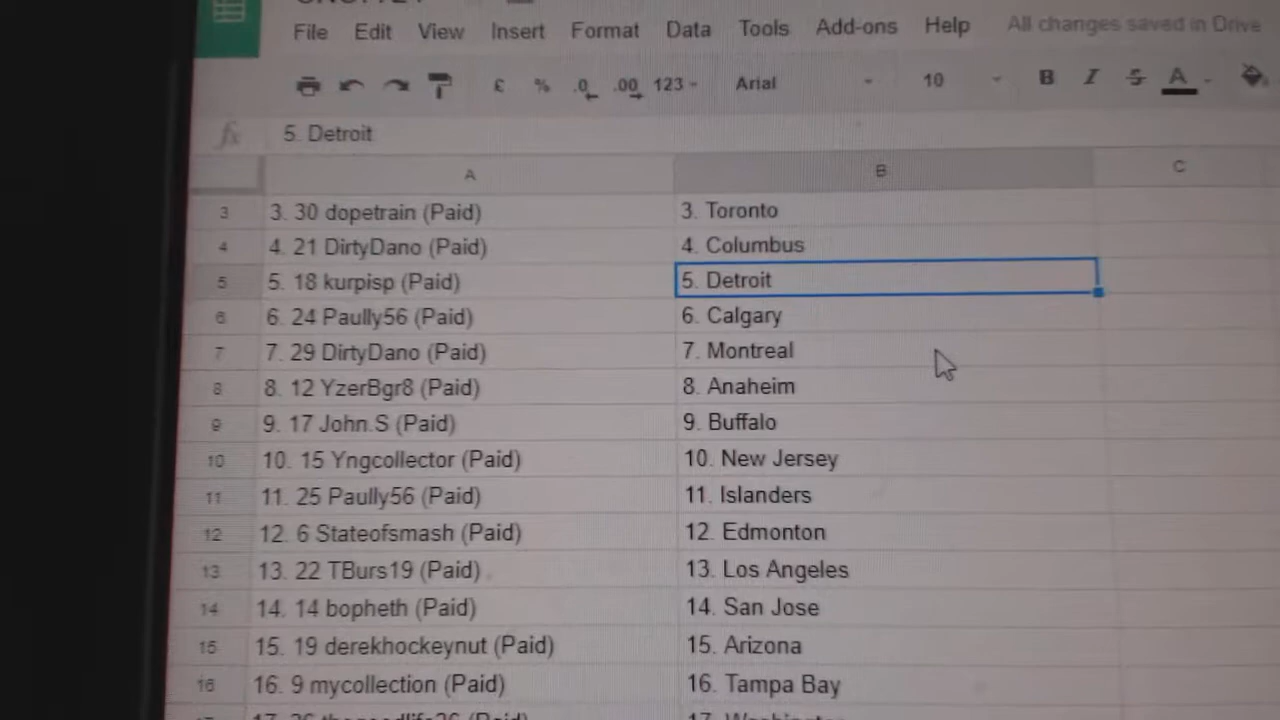 File Edit View Insert Format Data Tools Add-ons Help All changes saved in Drive
£ % .0 .00 123 Arial 10 B I S A
fx 5. Detroit
A B C
3 3. 30 dopetrain (Paid) 3. Toronto
4 4. 21 DirtyDano (Paid) 4. Columbus
5 5. 18 kurpisp (Paid) 5. Detroit
6 6. 24 Paully56 (Paid) 6. Calgary
7 7. 29 DirtyDano (Paid) 7. Montreal
8 8. 12 YzerBgr8 (Paid) 8. Anaheim
9 9. 17 John.S (Paid) 9. Buffalo
10 10. 15 Yngcollector (Paid) 10. New Jersey
11 11. 25 Paully56 (Paid) 11. Islanders
12 12. 6 Stateofsmash (Paid) 12. Edmonton
13 13. 22 TBurs19 (Paid) 13. Los Angeles
14 14. 14 bopheth (Paid) 14. San Jose
15 15. 19 derekhockeynut (Paid) 15. Arizona
16 16. 9 mycollection (Paid) 16. Tampa Bay